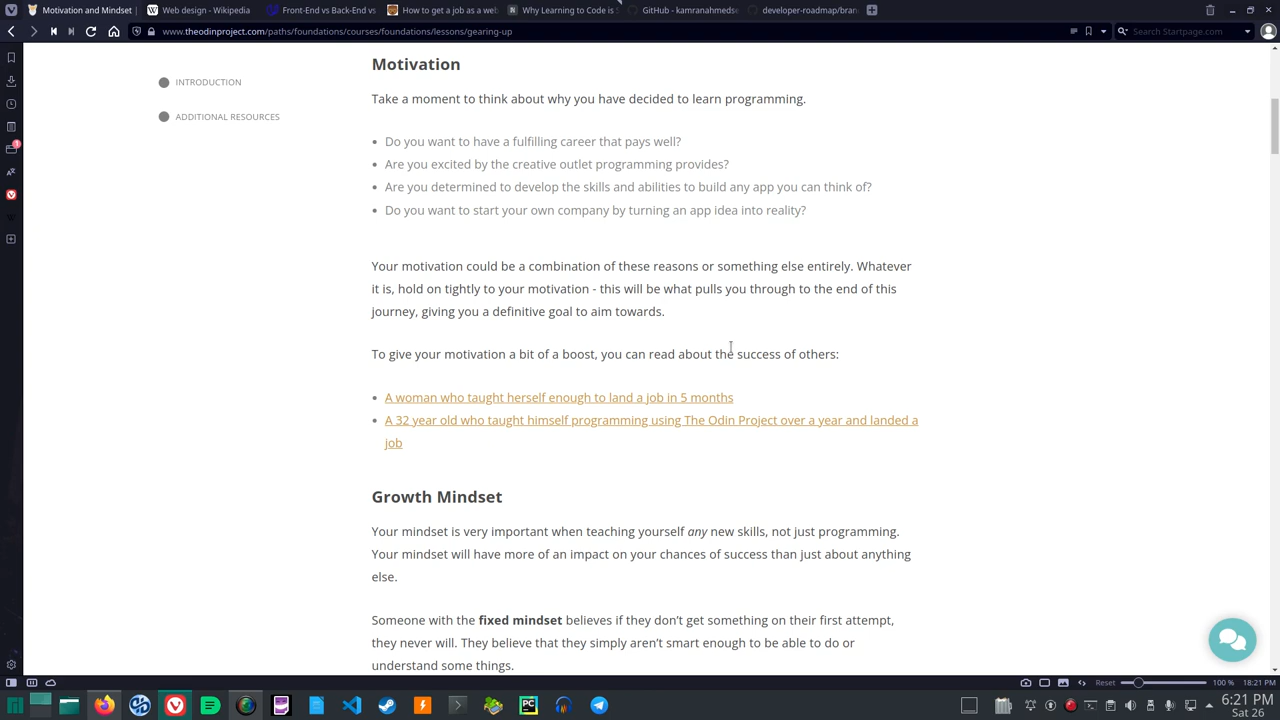 Motivation and Mindset
Web design - Wikipedia
Front-End vs Back-End vs
How to get a job as a web
Why Learning to Code is
GitHub - kamranahmedse
developer-roadmap/bran
www.theodinproject.com/paths/foundations/courses/foundations/lessons/gearing-up
Search Startpage.com
INTRODUCTION
ADDITIONAL RESOURCES
Motivation
Take a moment to think about why you have decided to learn programming.
Do you want to have a fulfilling career that pays well?
Are you excited by the creative outlet programming provides?
Are you determined to develop the skills and abilities to build any app you can think of?
Do you want to start your own company by turning an app idea into reality?
Your motivation could be a combination of these reasons or something else entirely. Whatever
it is, hold on tightly to your motivation - this will be what pulls you through to the end of this
journey, giving you a definitive goal to aim towards.
To give your motivation a bit of a boost, you can read about the success of others:
A woman who taught herself enough to land a job in 5 months
A 32 year old who taught himself programming using The Odin Project over a year and landed a
job
Growth Mindset
Your mindset is very important when teaching yourself any new skills, not just programming.
Your mindset will have more of an impact on your chances of success than just about anything
else.
Someone with the fixed mindset believes if they don't get something on their first attempt,
they never will. They believe that they simply aren't smart enough to be able to do or
understand some things.
Reset
100 %
18:21 PM
6:21 PM
Sat 26